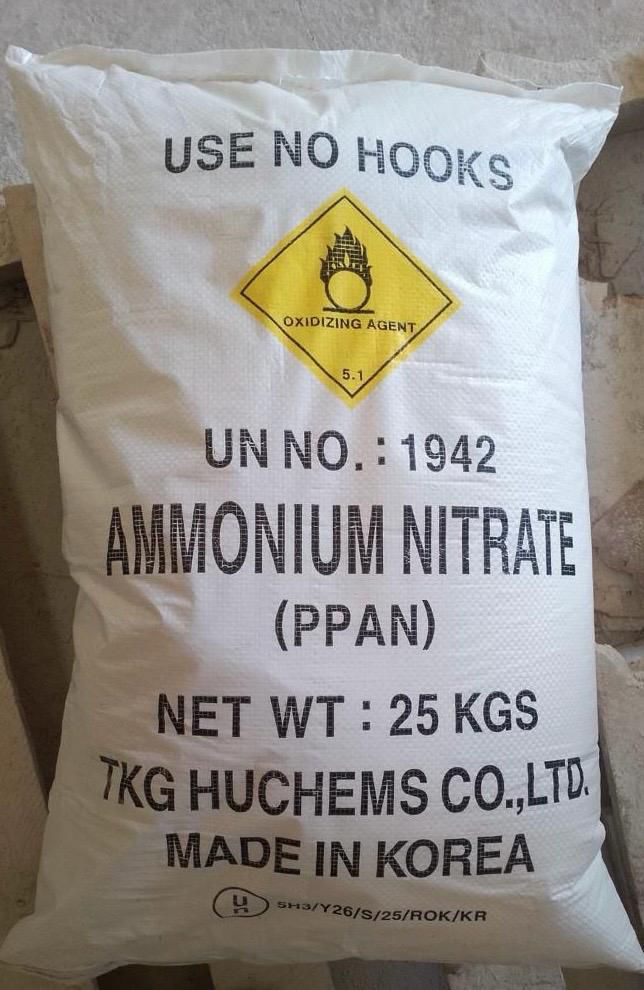 USE NO HOOKS
OXIDIZING AGENT
5.1
UN NO. : 1942
AMMONIUM NITRATE
(PPAN)
NET WT : 25 KGS
TKG HUCHEMS CO.,LTD.
MADE IN KOREA
un 5H3/Y26/S/25/ROK/KR